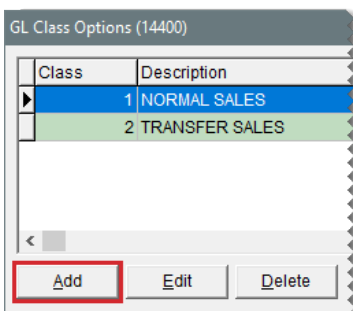 GL Class Options (14400)
Class Description
1 NORMAL SALES
2 TRANSFER SALES
Add Edit Delete